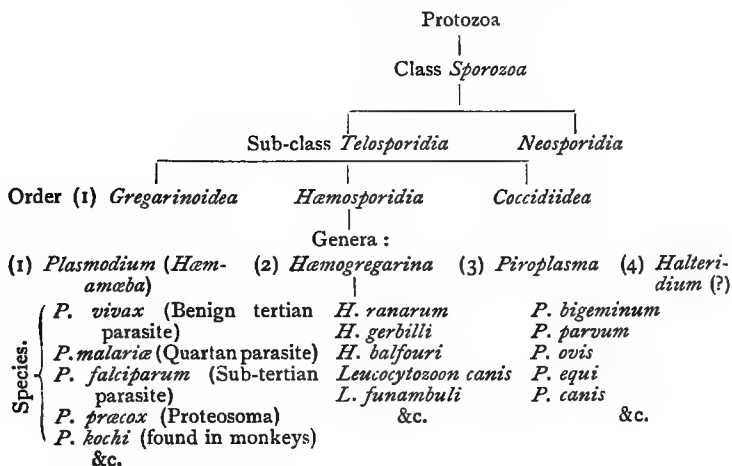 Protozoa
Class Sporozoa
Sub-class Telosporidia Neosporidia
Order (1) Gregarinoidea Hæmosporidia Coccidiidea
Genera :
(1) Plasmodium (Hæm- (2) Hæmogregarina (3) Piroplasma (4) Halteri-
amœba) dium (?)
Species.
P. vivax (Benign tertian H. ranarum P. bigeminum
parasite) H. gerbilli P. parvum
P. malariæ (Quartan parasite) H. balfouri P. ovis
P. falciparum (Sub-tertian Leucocytozoon canis P. equi
parasite) L. funambuli P. canis
P. præcox (Proteosoma) &c. &c.
P. kochi (found in monkeys)
&c.